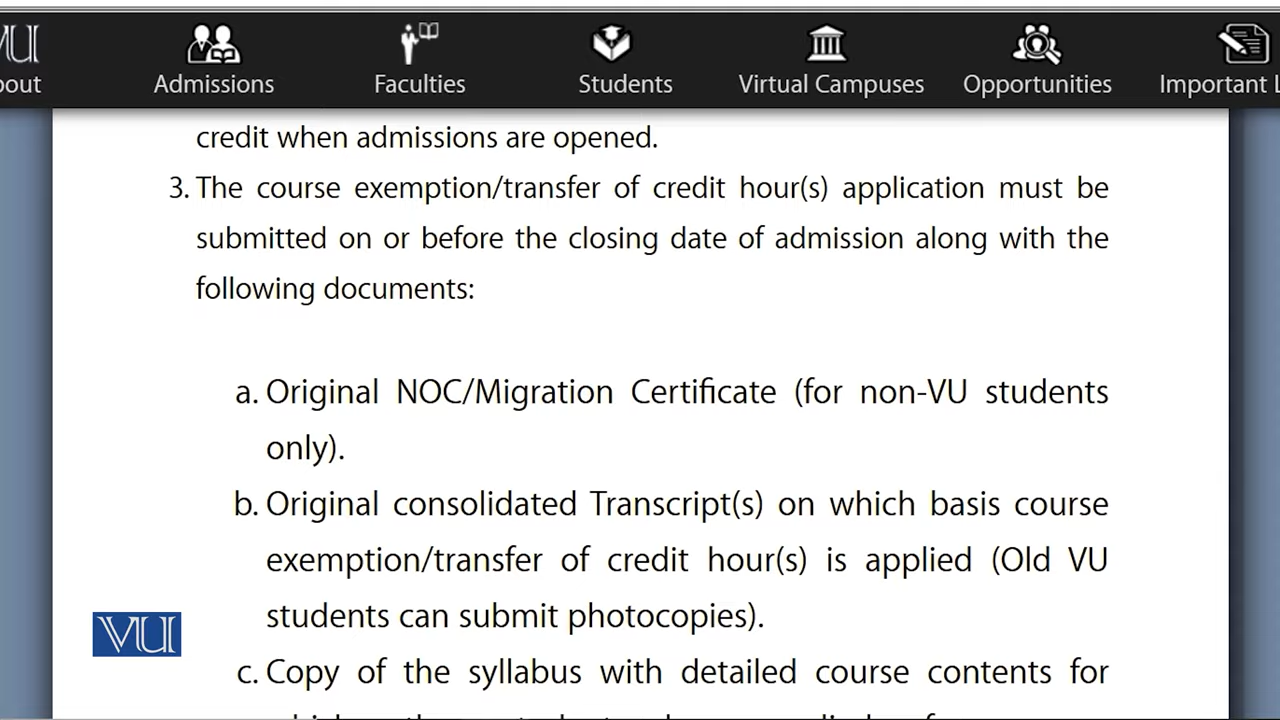 VU
Admissions
Faculties
Students
Virtual Campuses
Opportunities
Important
credit when admissions are opened.
3. The course exemption/transfer of credit hour(s) application must be
submitted on or before the closing date of admission along with the
following documents:
a. Original NOC/Migration Certificate (for non-VU students
only).
b. Original consolidated Transcript(s) on which basis course
exemption/transfer of credit hour(s) is applied (Old VU
students can submit photocopies).
VU
c. Copy of the syllabus with detailed course contents for